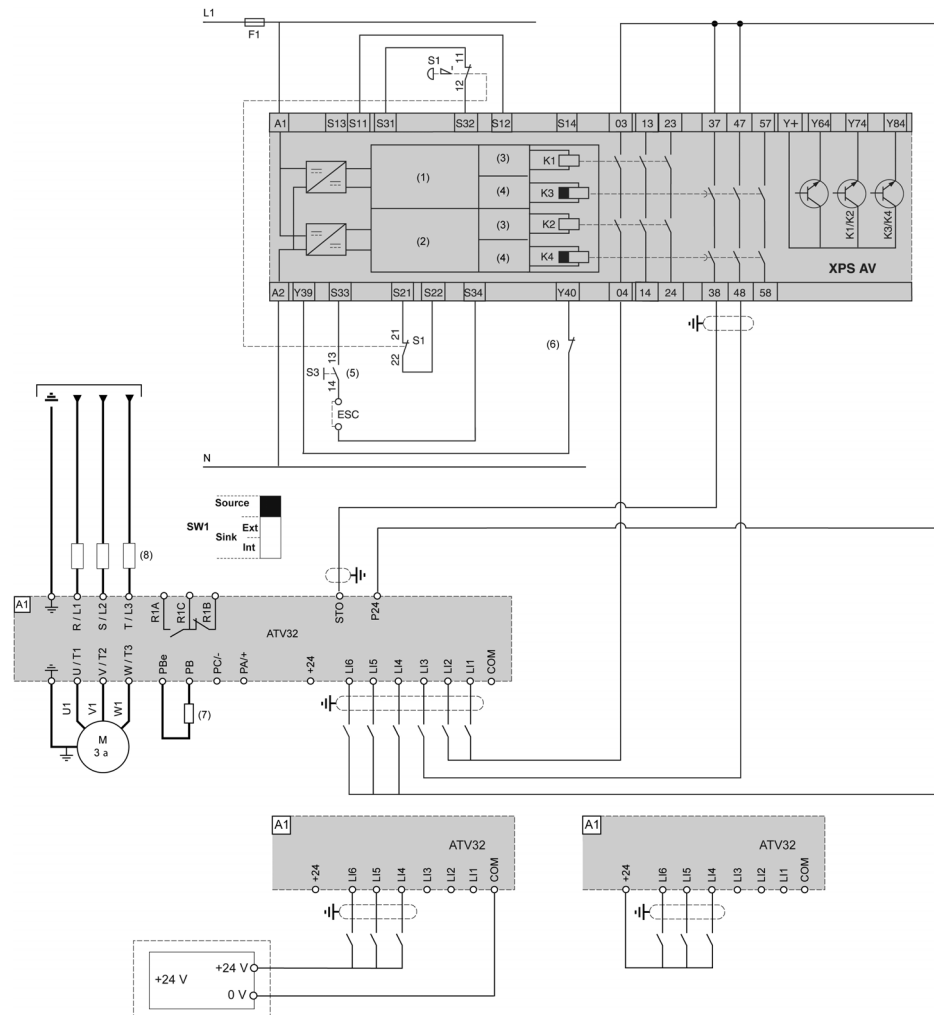 L1
F1
S1
11
12
A1 S13 S11 S31 S32 S12 S14 03 13 23 37 47 57 Y+ Y64 Y74 Y84
(1)
(3)
K1
(4)
K3
(2)
(3)
K2
(4)
K4
K1/K2
K3/K4
XPS AV
A2 Y39 S33 S21 S22 S34 Y40 04 14 24 38 48 58
21
22
S1
(6)
13
S3
(5)
14
ESC
N
Source
SW1
Sink
Ext
Int
(8)
A1
R / L1
S / L2
T / L3
R1A
R1C
R1B
STO
P24
ATV32
U / T1
V / T2
W / T3
PBe
PB
PC/-
PA/+
+24
LI6
LI5
LI4
LI3
LI2
LI1
COM
U1
V1
W1
(7)
M
3 a
A1
ATV32
+24
LI6
LI5
LI4
LI3
LI2
LI1
COM
+24 V
+24 V
0 V
A1
ATV32
+24
LI6
LI5
LI4
LI3
LI2
LI1
COM